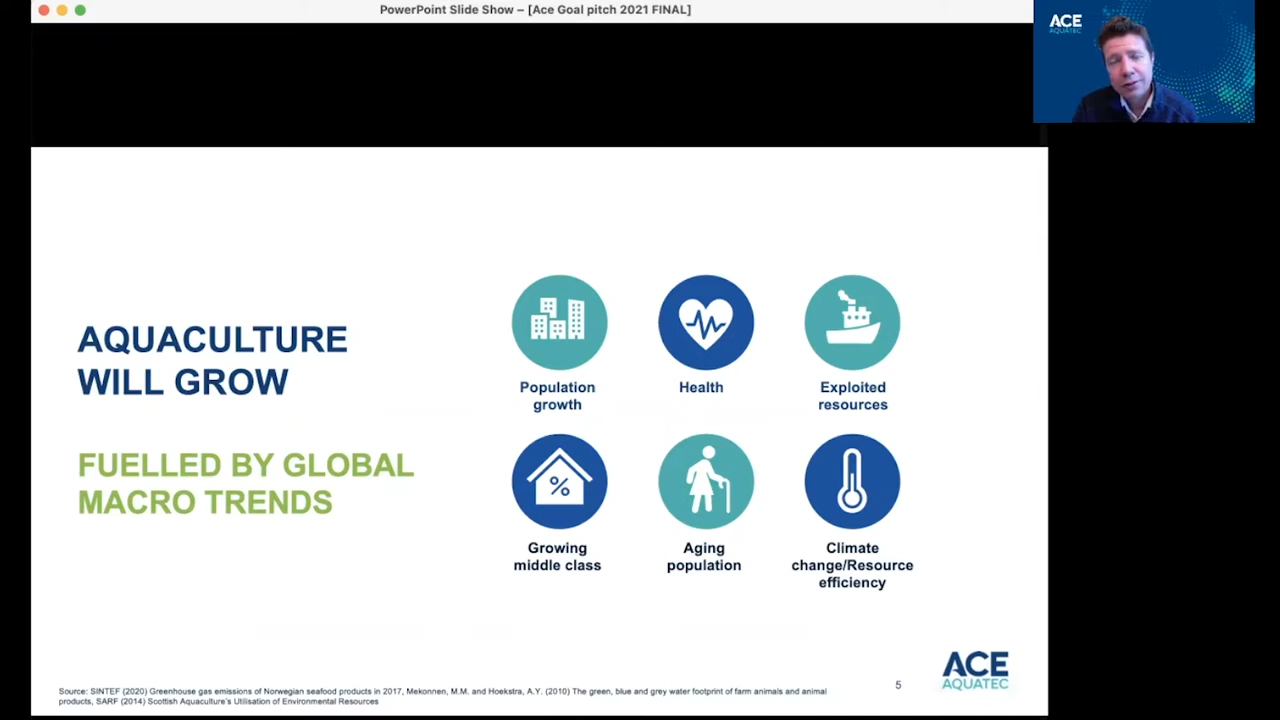 PowerPoint Slide Show – [Ace Goal pitch 2021 FINAL]
ACE
AQUATEC
AQUACULTURE
WILL GROW
FUELLED BY GLOBAL
MACRO TRENDS
Population
growth
Health
Exploited
resources
%
Growing
middle class
Aging
population
Climate
change/Resource
efficiency
Source: SINTEF (2020) Greenhouse gas emissions of Norwegian seafood products in 2017, Mekonnen, M.M. and Hoekstra, A.Y. (2010) The green, blue and grey water footprint of farm animals and animal
products, SARF (2014) Scottish Aquaculture's Utilisation of Environmental Resources
5
ACE
AQUATEC